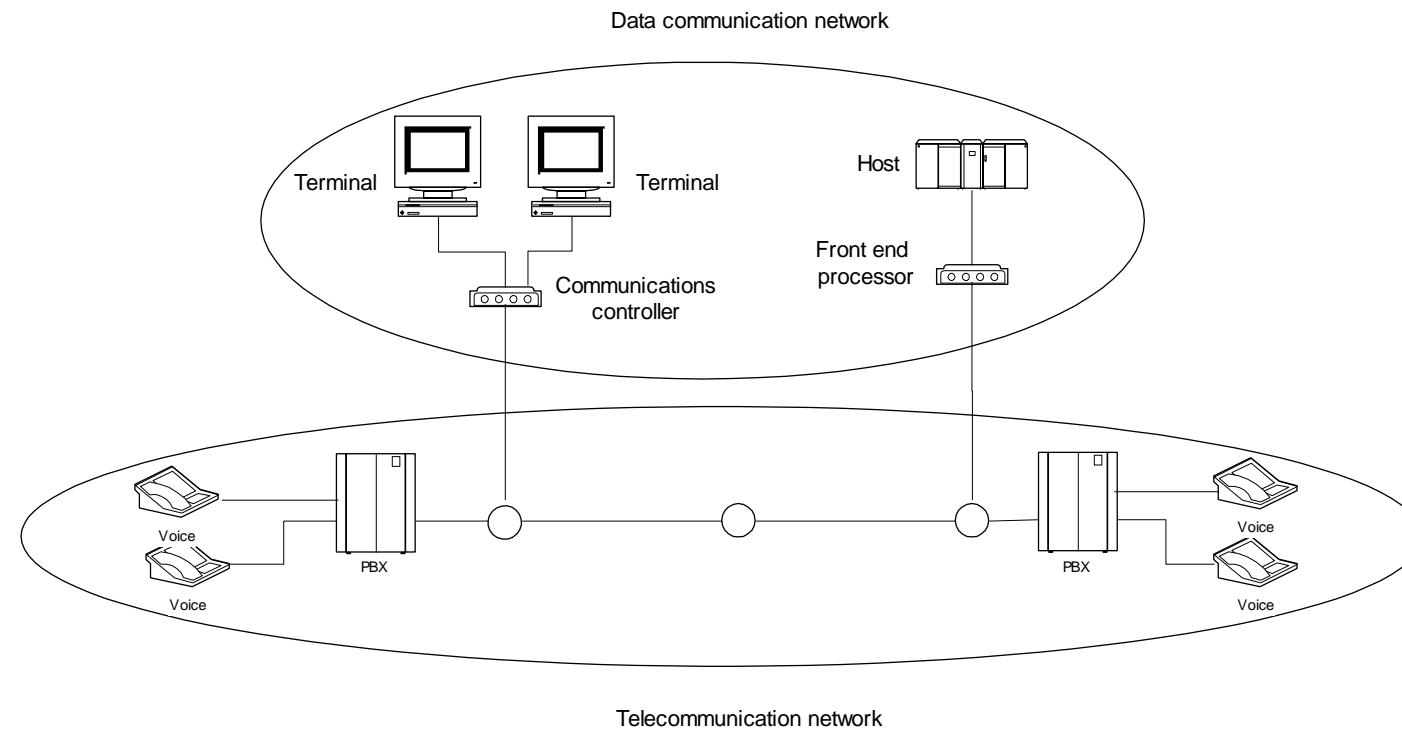 Data communication network
Terminal
Terminal
Host
Front end
processor
Communications
controller
Voice
Voice
PBX
PBX
Voice
Voice
Telecommunication network